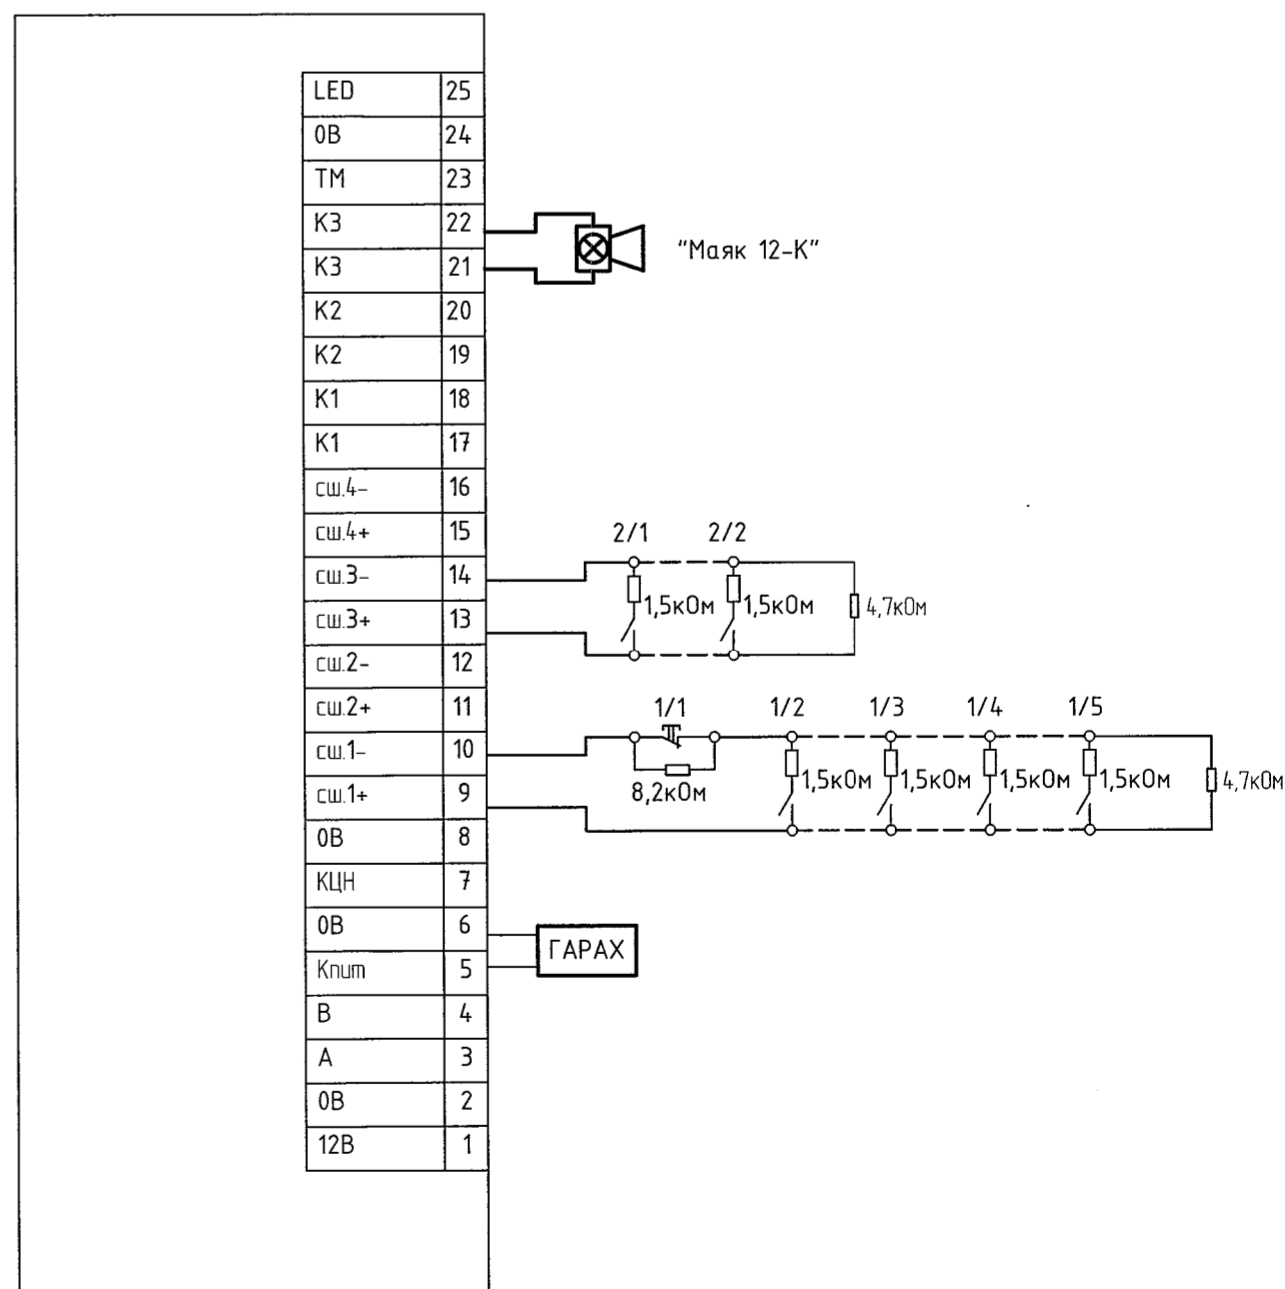 LED 25
0В 24
ТМ 23
К3 22
К3 21
"Маяк 12-К"
К2 20
К2 19
К1 18
К1 17
сш.4- 16
сш.4+ 15
сш.3- 14
сш.3+ 13
2/1 2/2
1,5кОм 1,5кОм 4,7кОм
сш.2- 12
сш.2+ 11
сш.1- 10
сш.1+ 9
1/1 1/2 1/3 1/4 1/5
8,2кОм 1,5кОм 1,5кОм 1,5кОм 1,5кОм 4,7кОм
0В 8
КЦН 7
0В 6
Кпит 5
ГАРАХ
В 4
А 3
0В 2
12В 1